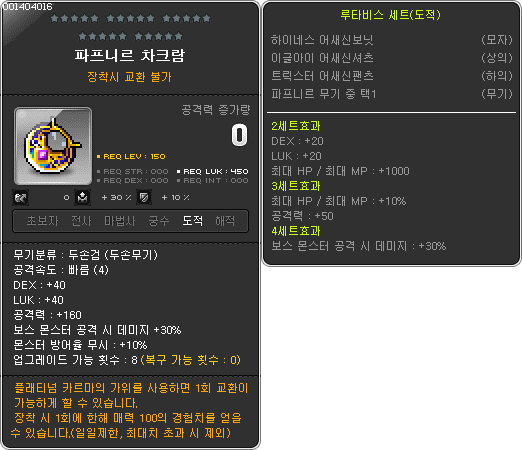 001404016
파프니르 차크람
장착시 교환 불가
공격력 증가량
0
REQ LEV : 150
REQ STR : 000
REQ LUK : 450
REQ DEX : 000
REQ INT : 000
0
+ 30 %
+ 10 %
초보자 전사 마법사 궁수 도적 해적
무기분류 : 두손검 (두손무기)
공격속도 : 빠름 (4)
DEX : +40
LUK : +40
공격력 : +160
보스 몬스터 공격 시 데미지 +30%
몬스터 방어율 무시 : +10%
업그레이드 가능 횟수 : 8 (복구 가능 횟수 : 0)
플래티넘 카르마의 가위를 사용하면 1회 교환이
가능하게 할 수 있습니다.
장착 시 1회에 한해 매력 100의 경험치를 얻을
수 있습니다.(일일제한, 최대치 초과 시 제외)
루타비스 세트(도적)
하이네스 어새신보닛 (모자)
이글아이 어새신셔츠 (상의)
트릭스터 어새신팬츠 (하의)
파프니르 무기 중 택1 (무기)
2세트효과
DEX : +20
LUK : +20
최대 HP / 최대 MP : +1000
3세트효과
최대 HP / 최대 MP : +10%
공격력 : +50
4세트효과
보스 몬스터 공격 시 데미지 : +30%